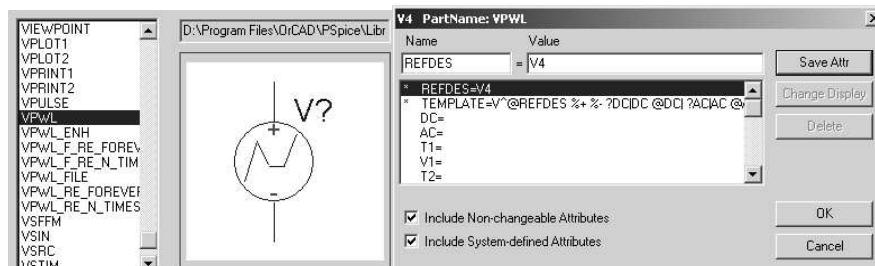 VIEWPOINT
VPLOT1
VPLOT2
VPRINT1
VPRINT2
VPULSE
VPWL
VPWL_ENH
VPWL_F_RE_FOREV
VPWL_F_RE_N_TIM
VPWL_FILE
VPWL_RE_FOREVER
VPWL_RE_N_TIMES
VSFFM
VSIN
VSRC
VSTIM
D:\Program Files\OrCAD\PSpice\Libr
V?
+
-
V4 PartName: VPWL
Name Value
REFDES = V4
Save Attr
* REFDES=V4
* TEMPLATE=V^@REFDES %+ %- ?DC|DC @DC| ?AC|AC
DC=
AC=
T1=
V1=
T2=
Change Display
Delete
Include Non-changeable Attributes
Include System-defined Attributes
OK
Cancel